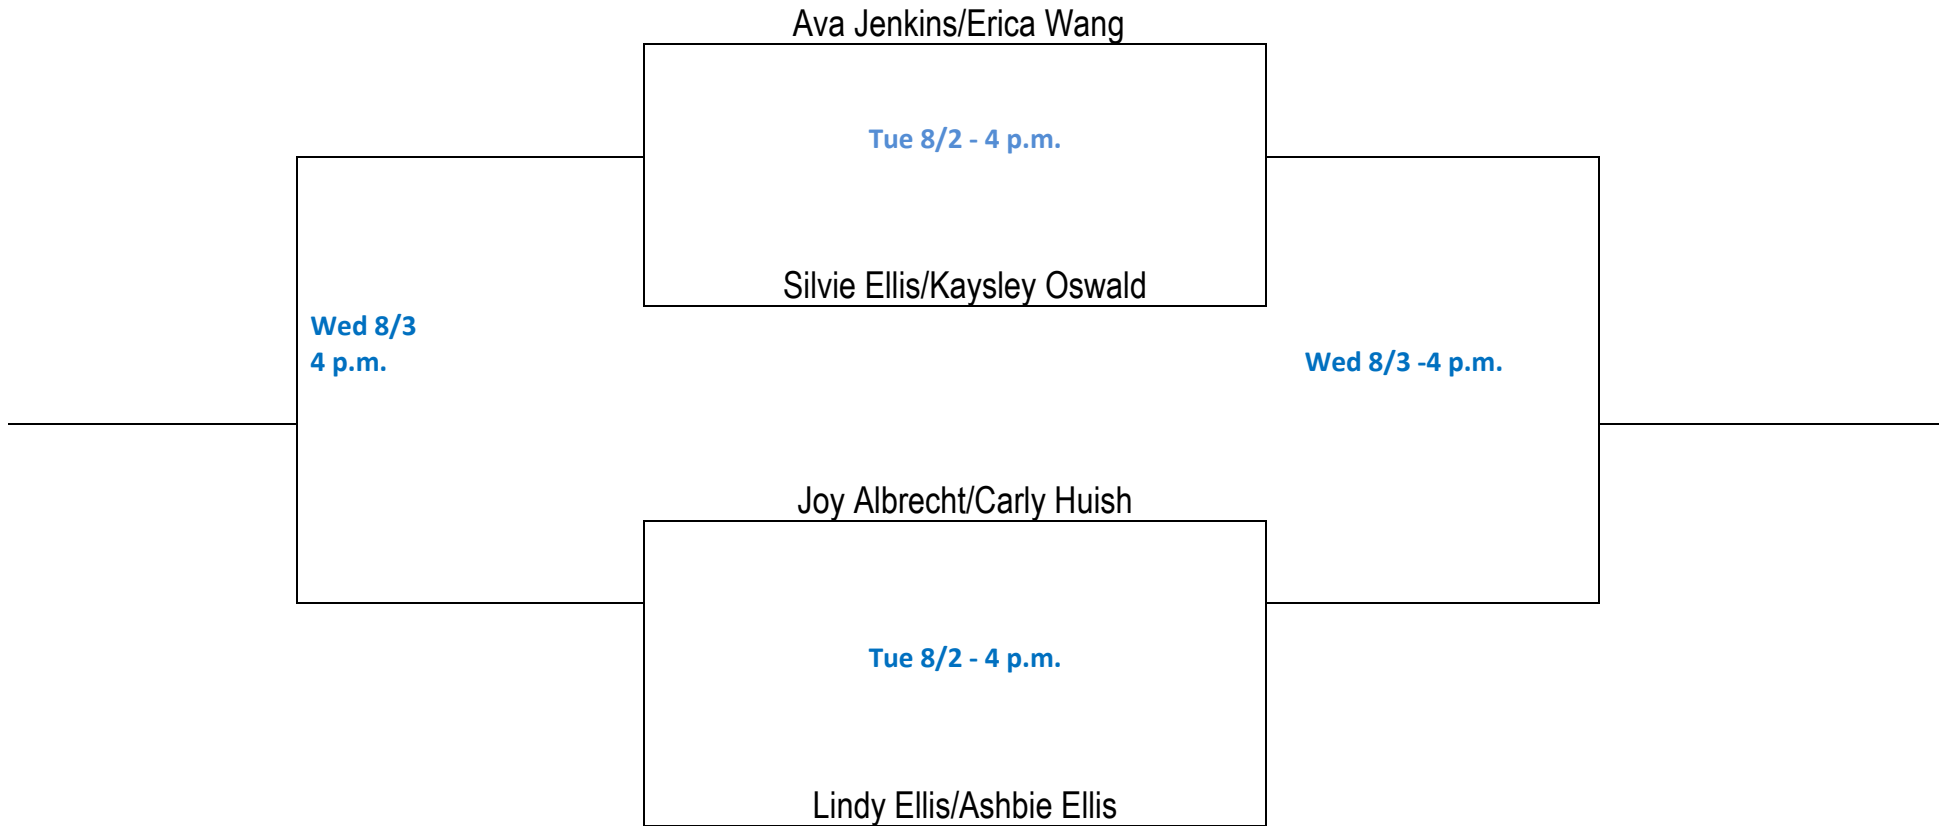 Ava Jenkins/Erica Wang
Tue 8/2 - 4 p.m.
Silvie Ellis/Kaysley Oswald
Wed 8/3
4 p.m.
Wed 8/3 -4 p.m.
Joy Albrecht/Carly Huish
Tue 8/2 - 4 p.m.
Lindy Ellis/Ashbie Ellis